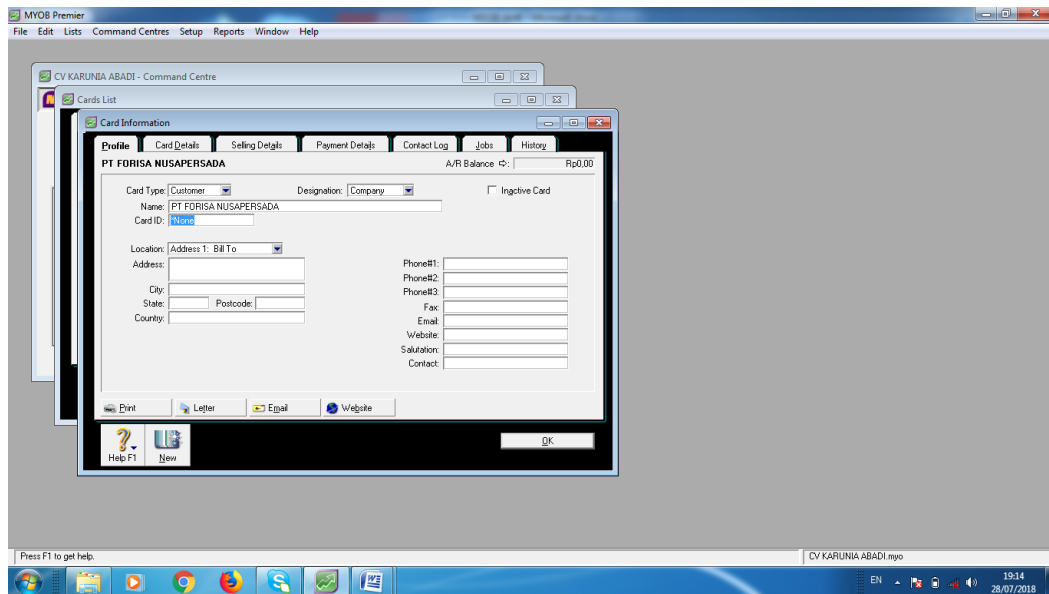 MYOB Premier
File Edit Lists Command Centres Setup Reports Window Help
CV KARUNIA ABADI - Command Centre
Cards List
Card Information
Profile Card Details Selling Details Payment Details Contact Log Jobs History
PT FORISA NUSAPERSADA A/R Balance ⇨: Rp0,00
Card Type: Customer Designation: Company Inactive Card
Name: PT FORISA NUSAPERSADA
Card ID: *None
Location: Address 1: Bill To
Address: Phone#1:
Phone#2:
City: Phone#3:
State: Postcode: Fax:
Country: Email:
Website:
Salutation:
Contact:
Print Letter Email Website
Help F1 New OK
Press F1 to get help. CV KARUNIA ABADI.myo
EN 19:14
28/07/2018